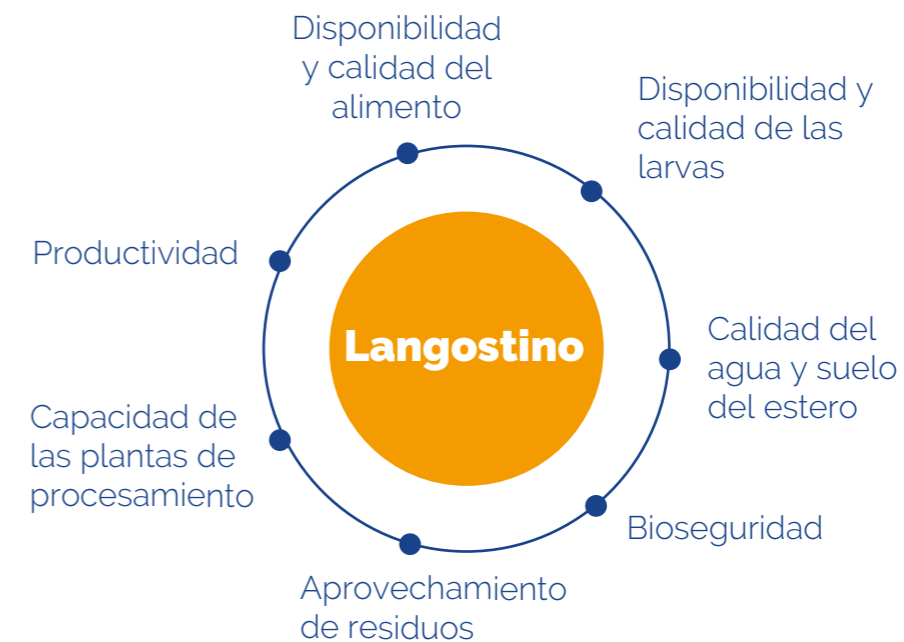 Disponibilidad
y calidad del
alimento
Disponibilidad y
calidad de las
larvas
Productividad
Langostino
Calidad del
agua y suelo
del estero
Capacidad de
las plantas de
procesamiento
Bioseguridad
Aprovechamiento
de residuos